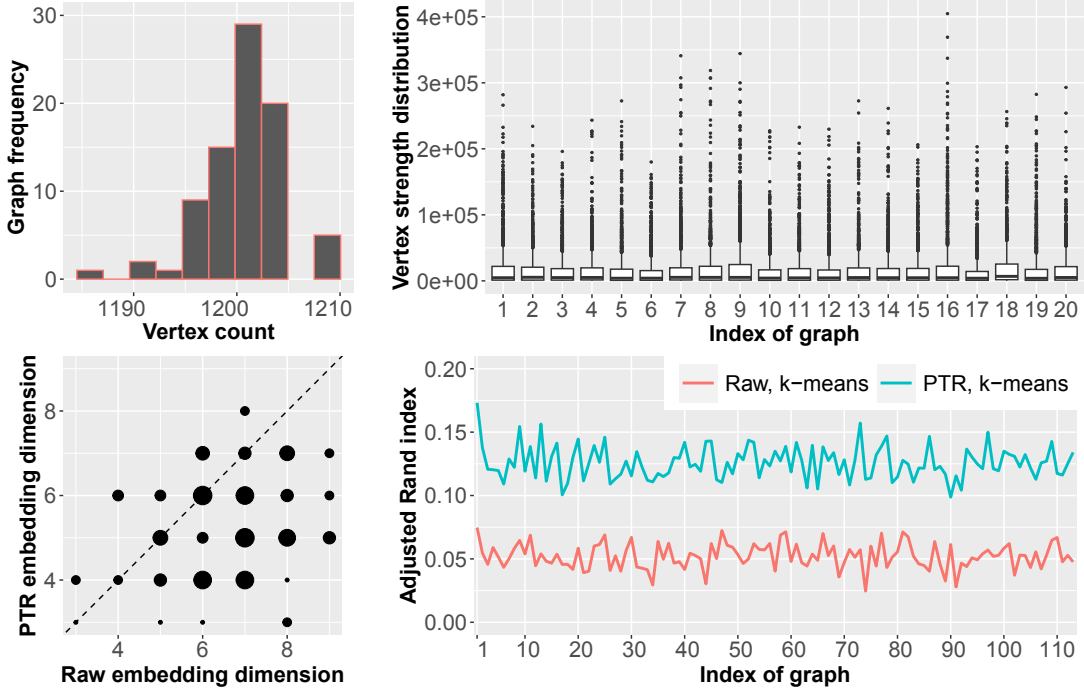 Graph frequency
30
20
10
0
1190 1200 1210
Vertex count
Vertex strength distribution
4e+05
3e+05
2e+05
1e+05
0e+00
1 2 3 4 5 6 7 8 9 10 11 12 13 14 15 16 17 18 19 20
Index of graph
PTR embedding dimension
8
6
4
4 6 8
Raw embedding dimension
Adjusted Rand index
0.20
0.15
0.10
0.05
0.00
Raw, k−means PTR, k−means
1 10 20 30 40 50 60 70 80 90 100 110
Index of graph